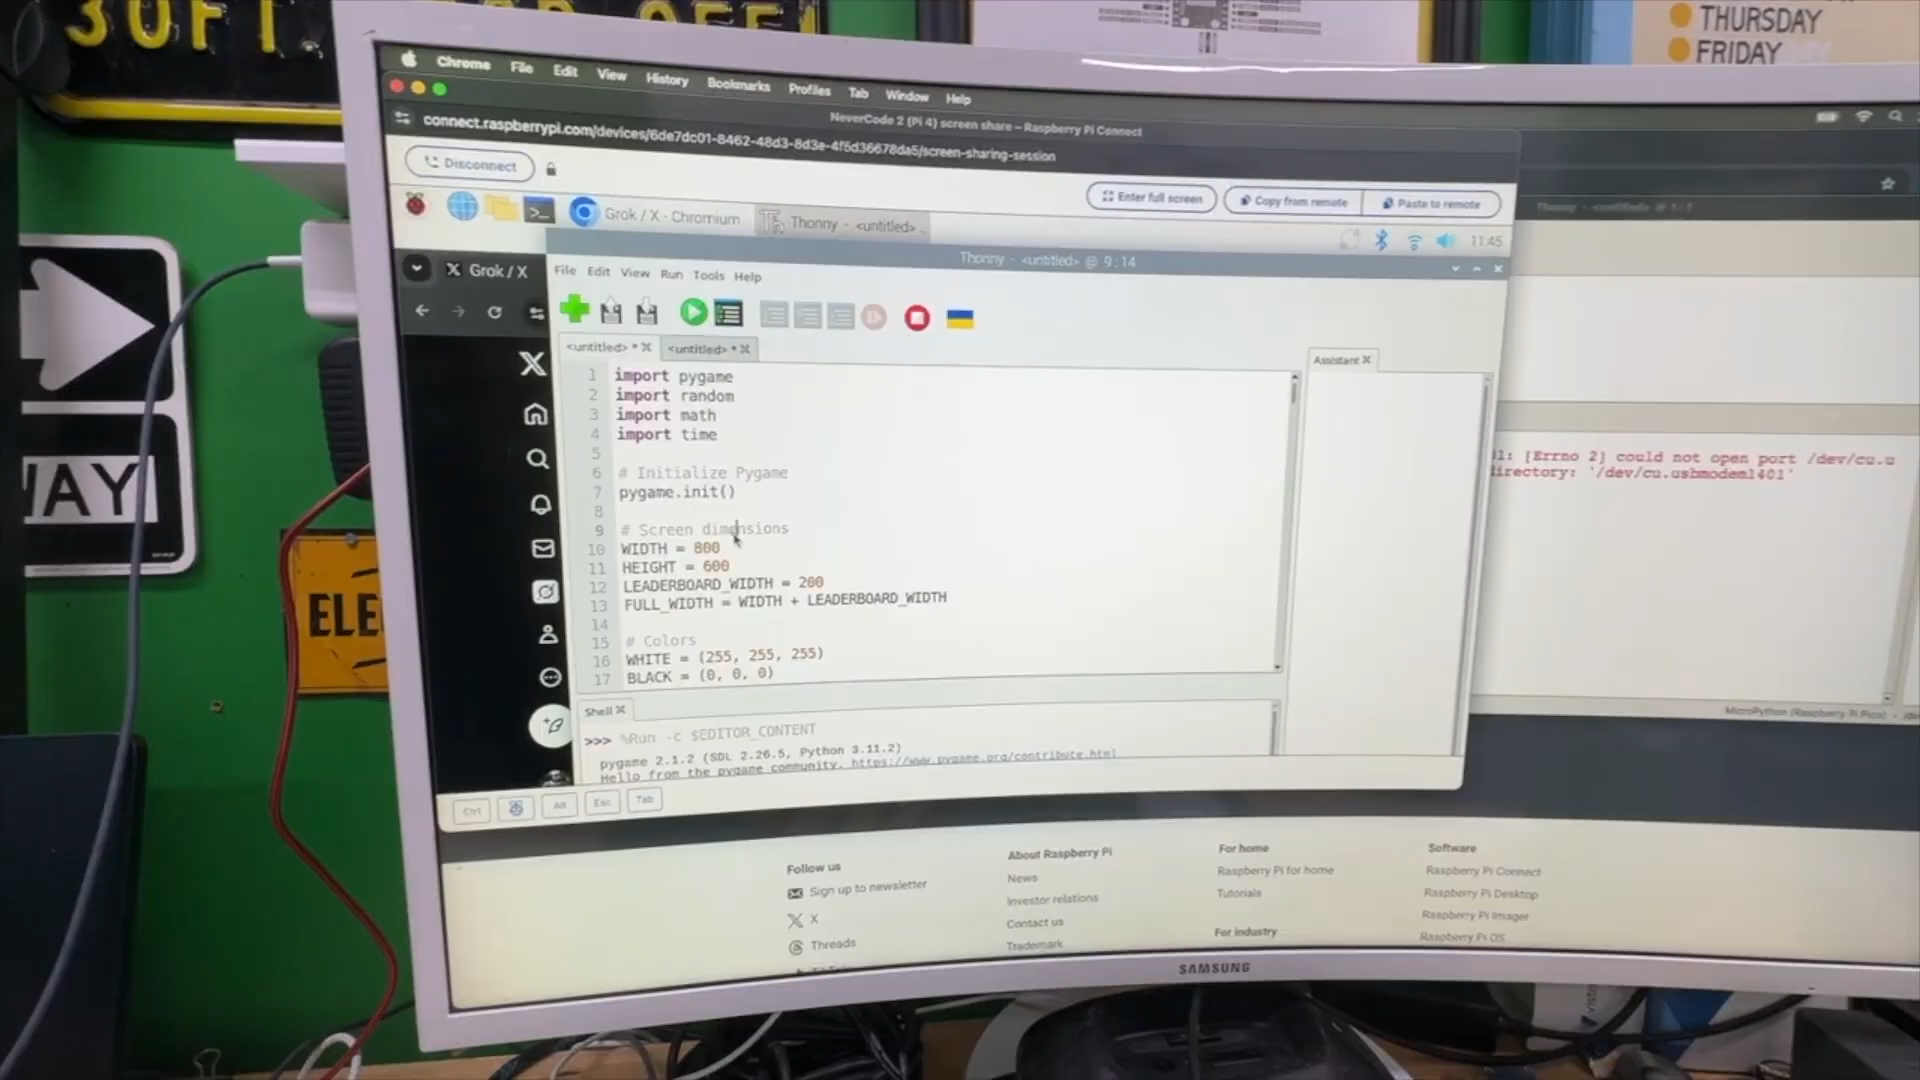 30FT.
THURSDAY
FRIDAY
WAY
ELE
Chrome File Edit View History Bookmarks Profiles Tab Window Help
NeverCode 2 (Pi 4) screen share – Raspberry Pi Connect
connect.raspberrypi.com/devices/6de7dc01-8462-48d3-8d3e-4f5d36678da5/screen-sharing-session
Disconnect
Enter full screen
Copy from remote
Paste to remote
Grok / X - Chromium
Thonny - <untitled> ..
11:45
Grok / X
Thonny - <untitled> @ 9:14
File Edit View Run Tools Help
<untitled> *
<untitled> *
Assistant
1 import pygame
2 import random
3 import math
4 import time
5
6 # Initialize Pygame
7 pygame.init()
8
9 # Screen dimensions
10 WIDTH = 800
11 HEIGHT = 600
12 LEADERBOARD_WIDTH = 200
13 FULL_WIDTH = WIDTH + LEADERBOARD_WIDTH
14
15 # Colors
16 WHITE = (255, 255, 255)
17 BLACK = (0, 0, 0)
Shell
>>> %Run -c $EDITOR_CONTENT
pygame 2.1.2 (SDL 2.26.5, Python 3.11.2)
Hello from the pygame community. https://www.pygame.org/contribute.html
Ctrl
Alt
Esc
Tab
[Errno 2] could not open port /dev/cu.u
directory: '/dev/cu.usbmodem1401'
MicroPython (Raspberry Pi Pico)
Follow us
Sign up to newsletter
X
Threads
About Raspberry Pi
News
Investor relations
Contact us
Trademark
For home
Raspberry Pi for home
Tutorials
For industry
Software
Raspberry Pi Connect
Raspberry Pi Desktop
Raspberry Pi Imager
Raspberry Pi OS
SAMSUNG